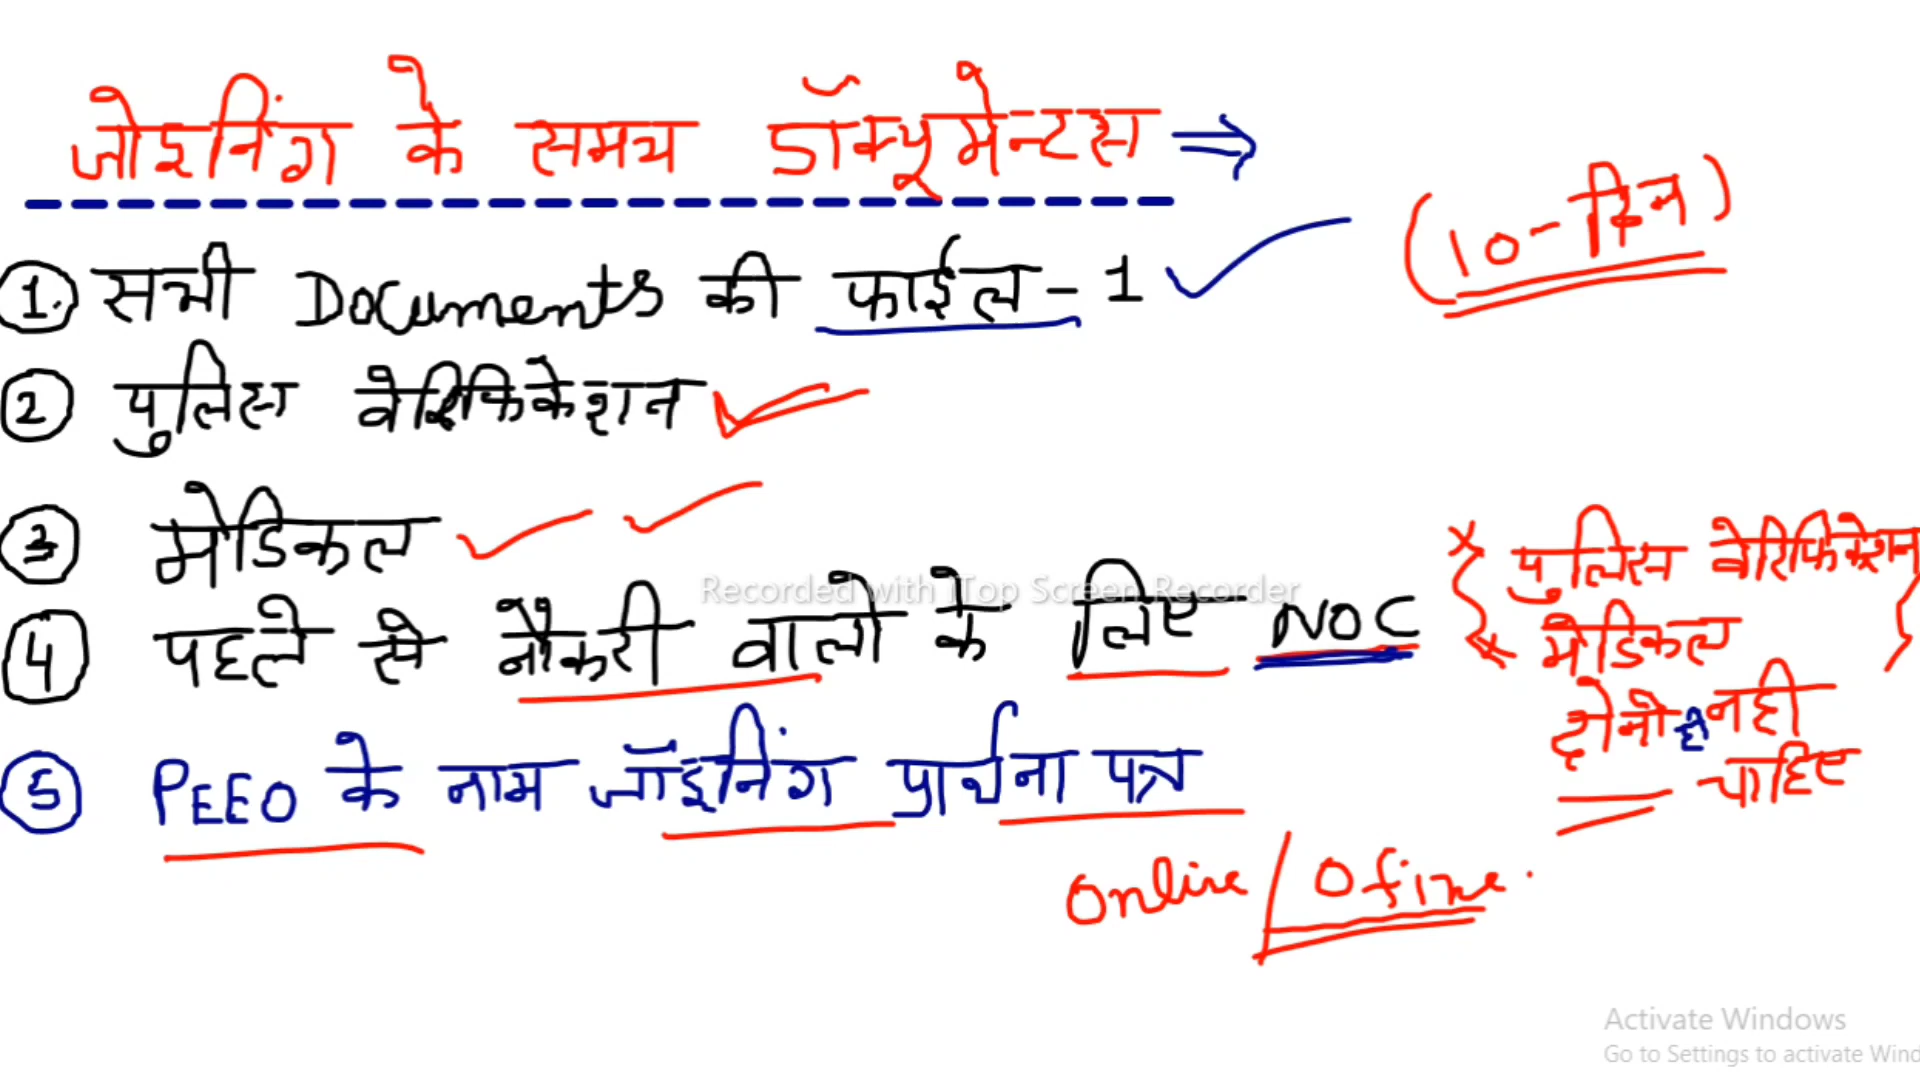 जोइनिंग के समय डॉक्यूमेन्टस ⇒
(10-दिन)
① सभी Documents की फाईल - 1 ✓
② पुलिस वेरिफिकेशन ✓
③ मेडिकल ✓ ✓
Recorded with iTop Screen Recorder
④ पहले से नौकरी वालो के लिए NOC
⑤ PEEO के नाम जॉइनिंग प्रार्थना पत्र
पुलिस वेरिफिकेशन
मेडिकल
दोनो है नही
चाहिए
Online / Ofine.
Activate Windows
Go to Settings to activate Wind